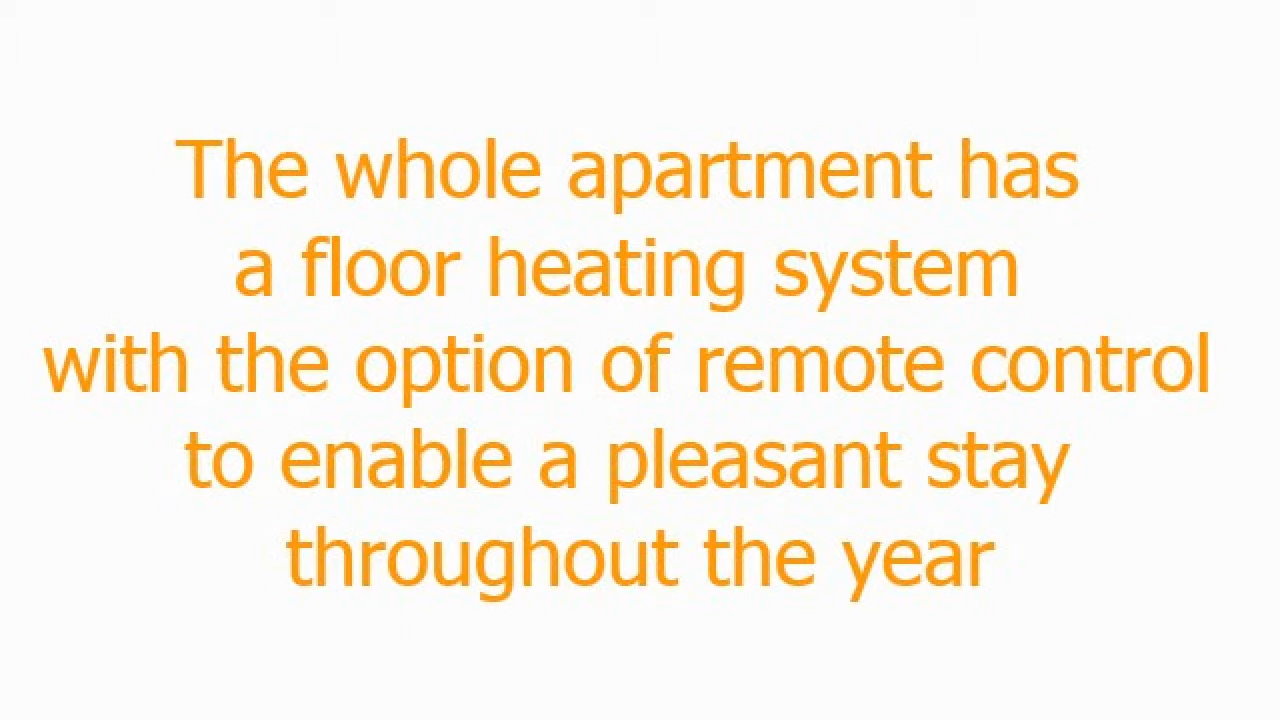 The whole apartment has
a floor heating system
with the option of remote control
to enable a pleasant stay
throughout the year